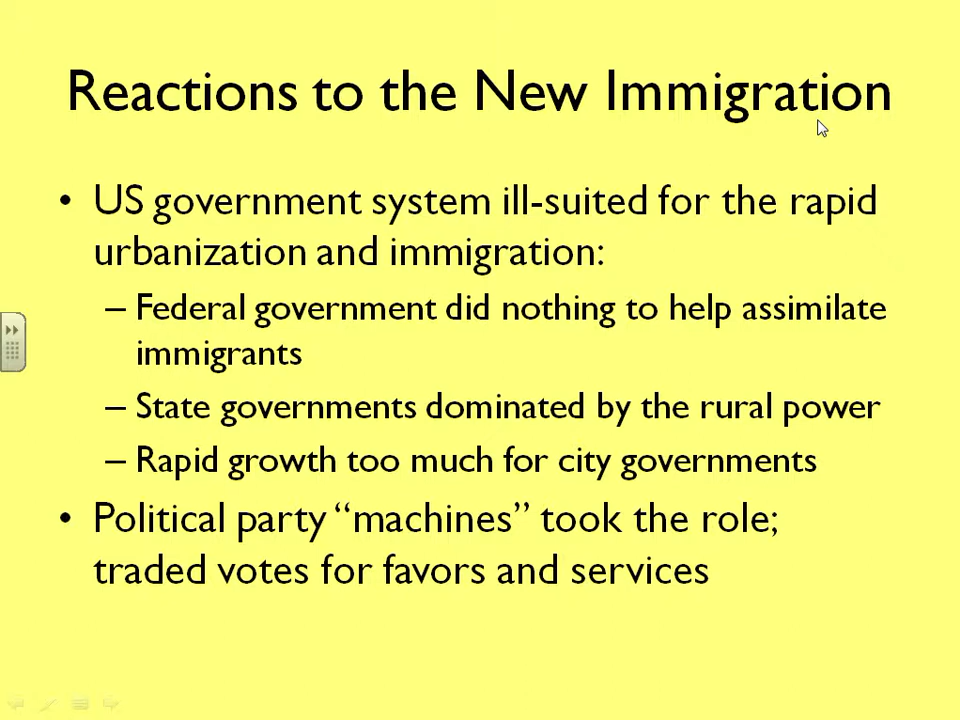 Reactions to the New Immigration
• US government system ill-suited for the rapid
urbanization and immigration:
– Federal government did nothing to help assimilate
immigrants
– State governments dominated by the rural power
– Rapid growth too much for city governments
• Political party “machines” took the role;
traded votes for favors and services